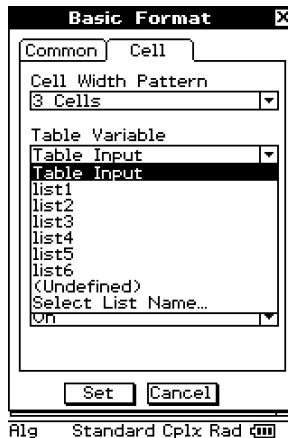 Basic Format
Common Cell
Cell Width Pattern
3 Cells
Table Variable
Table Input
Table Input
list1
list2
list3
list4
list5
list6
(Undefined)
Select List Name...
On
Set Cancel
Alg Standard Cplx Rad